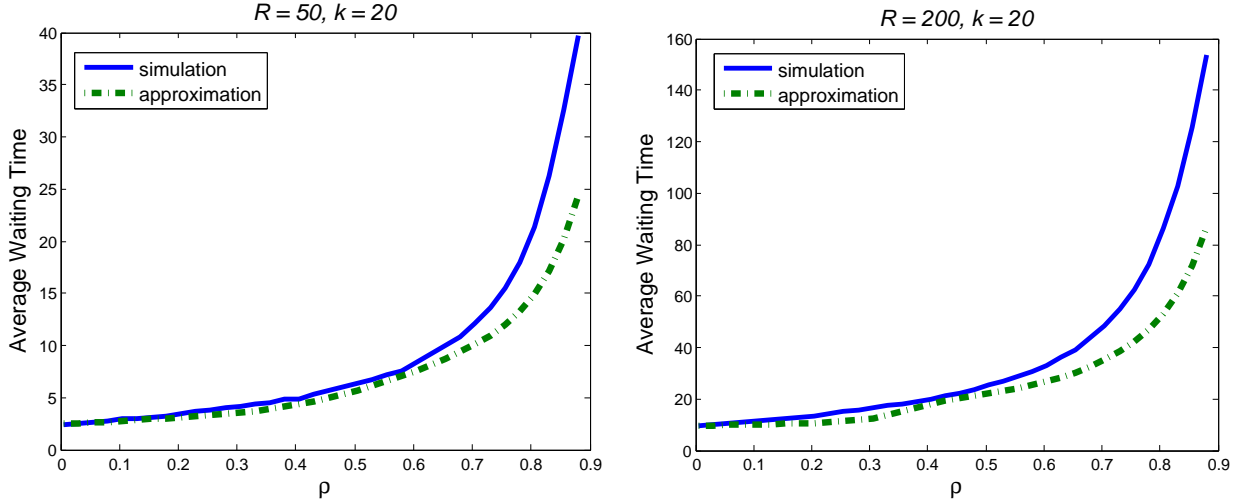 R = 50, k = 20
40
35
30
25
20
15
10
5
0
Average Waiting Time
simulation
approximation
0 0.1 0.2 0.3 0.4 0.5 0.6 0.7 0.8 0.9
ρ
R = 200, k = 20
160
140
120
100
80
60
40
20
0
Average Waiting Time
simulation
approximation
0 0.1 0.2 0.3 0.4 0.5 0.6 0.7 0.8 0.9
ρ